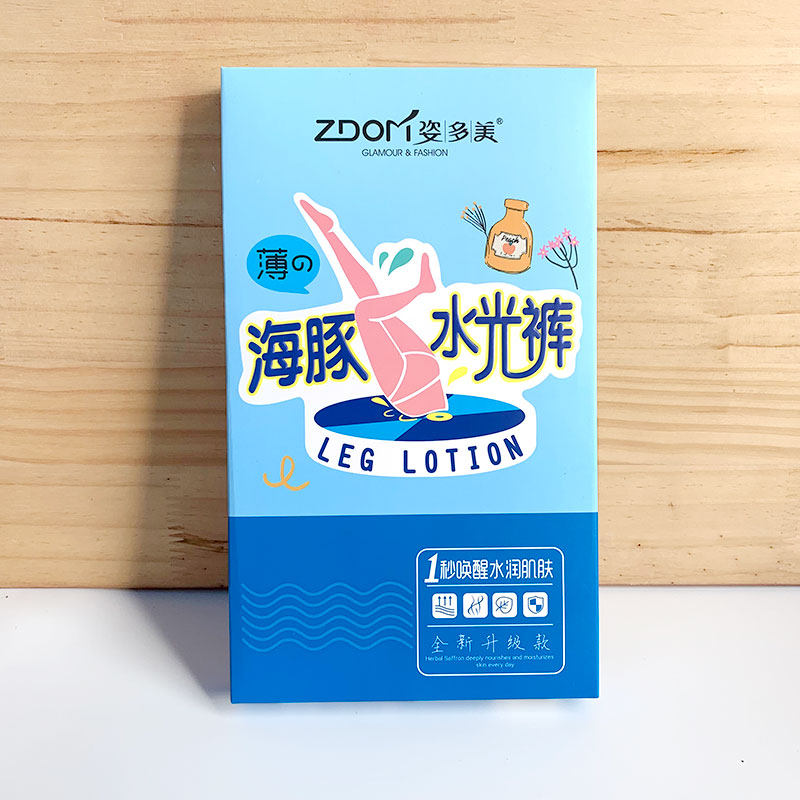 ZDOM姿多美®
GLAMOUR & FASHION
Peach
薄の
海豚水光裤
LEG LOTION
1秒唤醒水润肌肤
全新升级款
Herbal Saffron deeply nourishes and moisturizes
skin every day